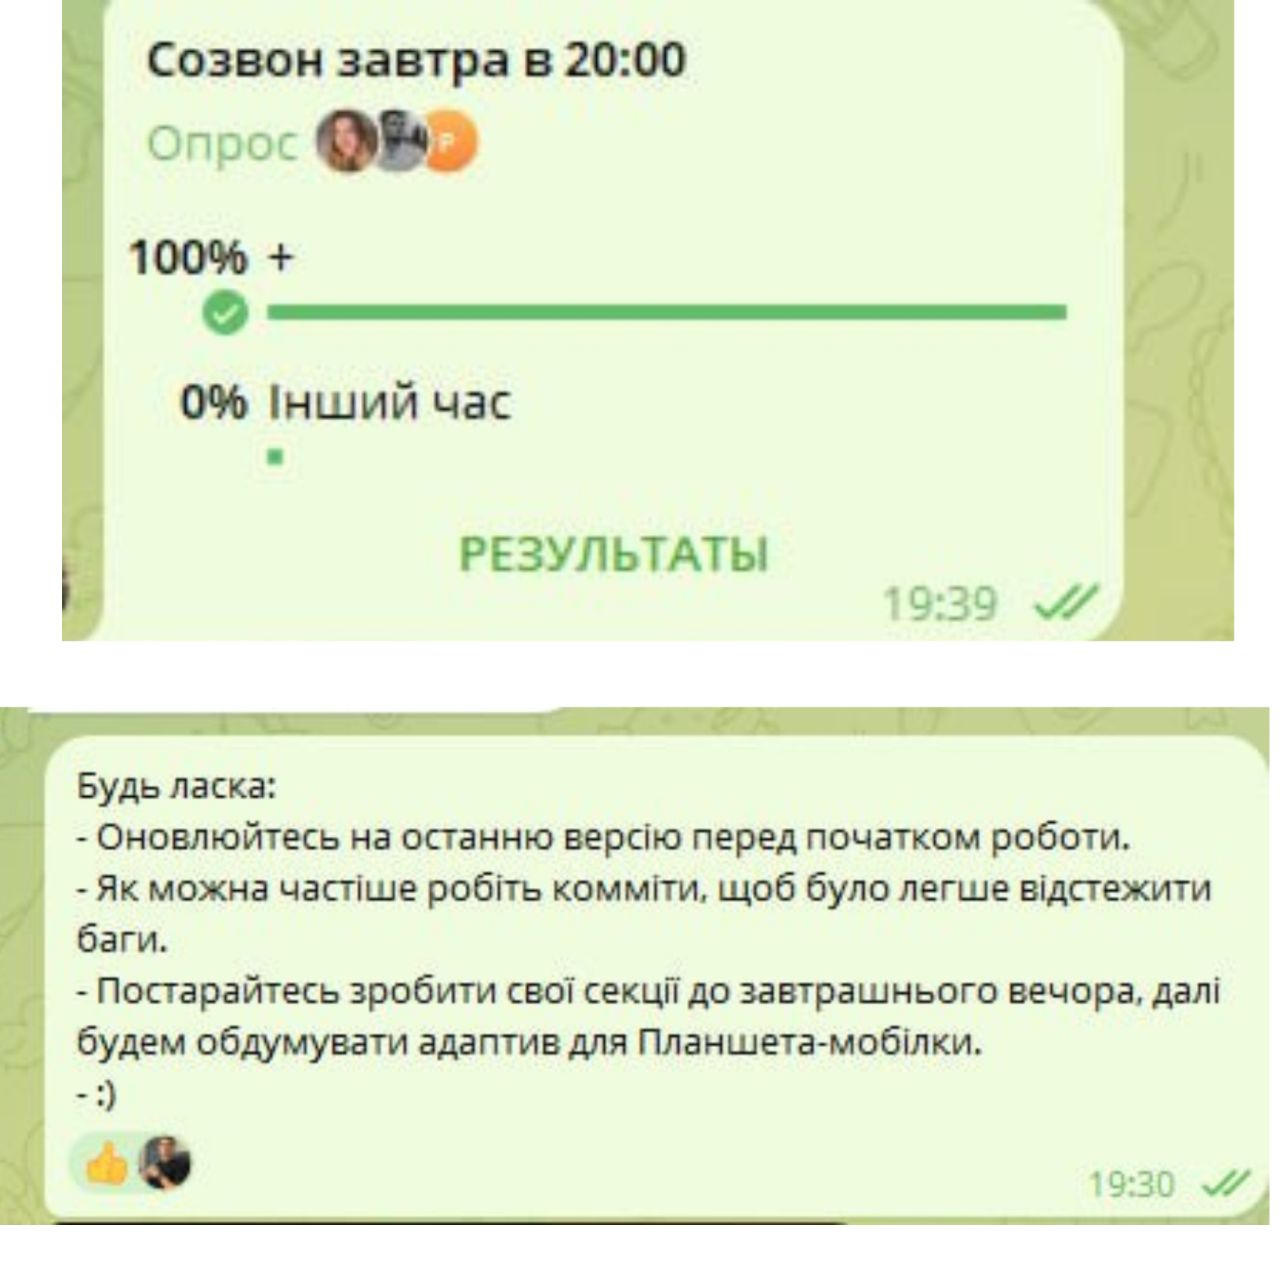 Созвон завтра в 20:00
Опрос
P
100% +
0% Інший час
РЕЗУЛЬТАТЫ
19:39
Будь ласка:
- Оновлюйтесь на останню версію перед початком роботи.
- Як можна частіше робіть комміти, щоб було легше відстежити
баги.
- Постарайтесь зробити свої секції до завтрашнього вечора, далі
будем обдумувати адаптив для Планшета-мобілки.
- :)
19:30